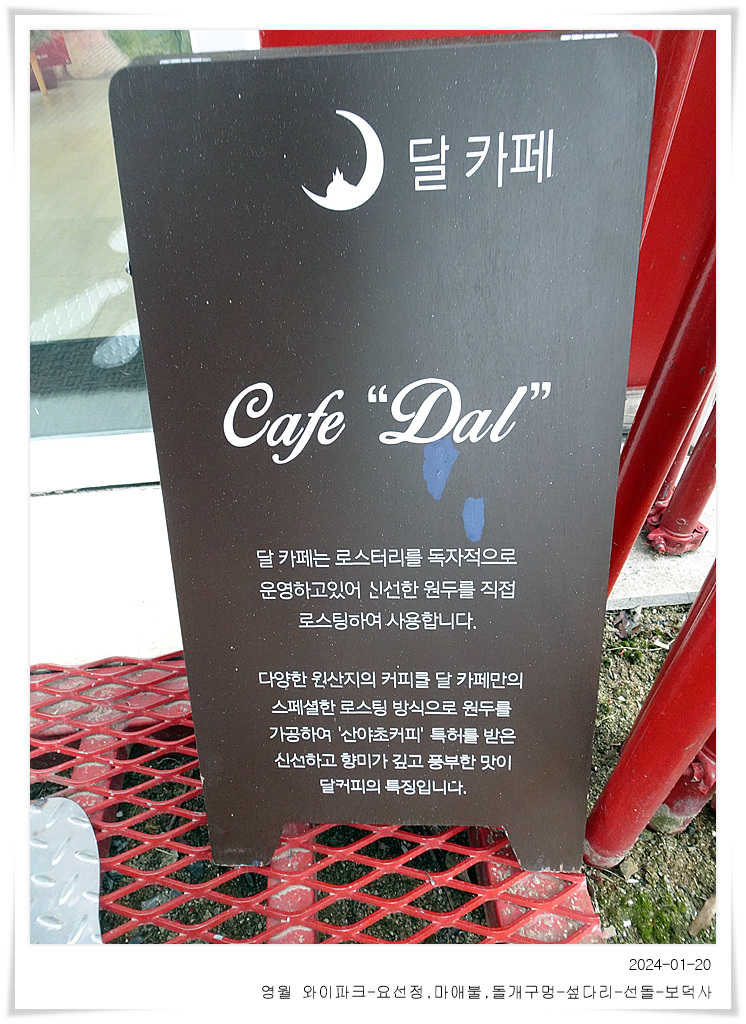 달 카페
Cafe “Dal”
달 카페는 로스터리를 독자적으로
운영하고있어 신선한 원두를 직접
로스팅하여 사용합니다.
다양한 원산지의 커피를 달 카페만의
스페셜한 로스팅 방식으로 원두를
가공하여 '산야초커피' 특허를 받은
신선하고 향미가 깊고 풍부한 맛이
달커피의 특징입니다.
2024-01-20
영월 와이파크-요선정,마애불,돌개구멍-섶다리-선돌-보덕사